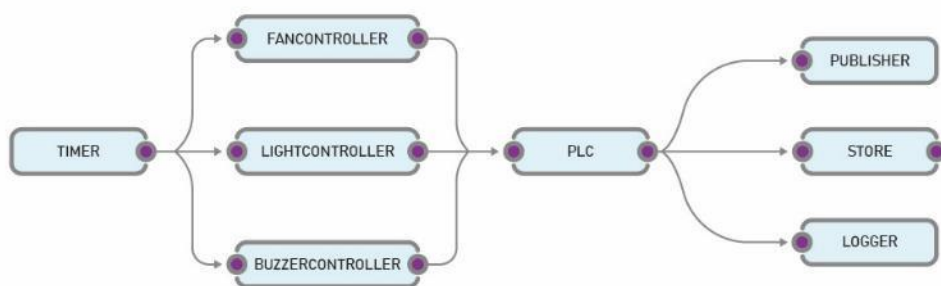 TIMER
FANCONTROLLER
LIGHTCONTROLLER
BUZZERCONTROLLER
PLC
PUBLISHER
STORE
LOGGER